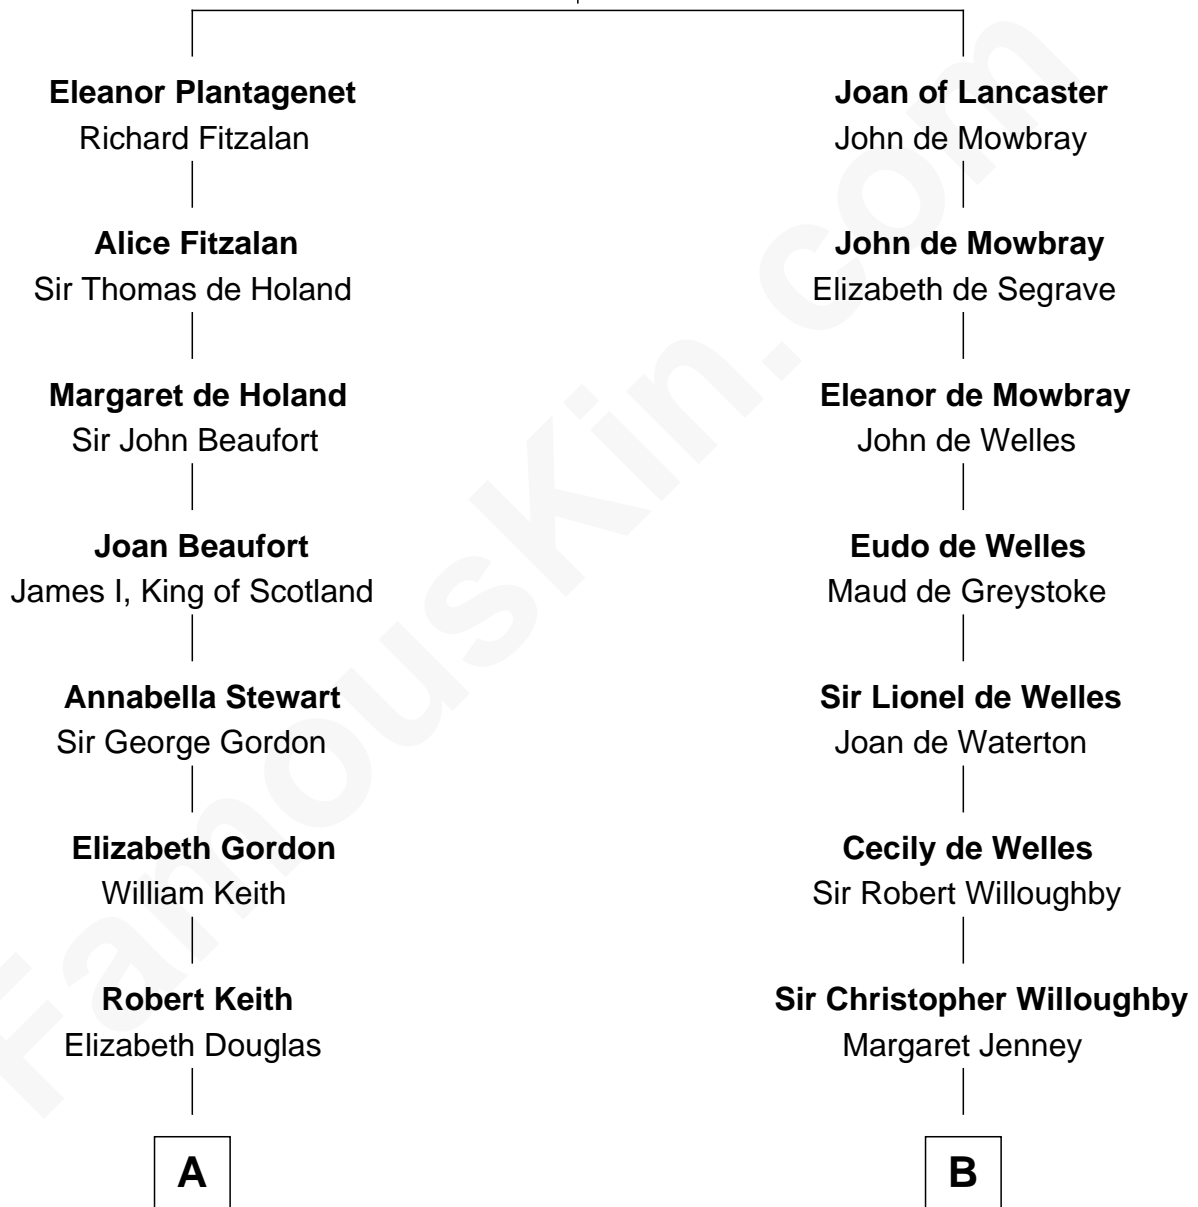 Eleanor Plantagenet
Richard Fitzalan
Alice Fitzalan
Sir Thomas de Holand
Margaret de Holand
Sir John Beaufort
Joan Beaufort
James I, King of Scotland
Annabella Stewart
Sir George Gordon
Elizabeth Gordon
William Keith
Robert Keith
Elizabeth Douglas
A
Joan of Lancaster
John de Mowbray
John de Mowbray
Elizabeth de Segrave
Eleanor de Mowbray
John de Welles
Eudo de Welles
Maud de Greystoke
Sir Lionel de Welles
Joan de Waterton
Cecily de Welles
Sir Robert Willoughby
Sir Christopher Willoughby
Margaret Jenney
B
FamousKin.com